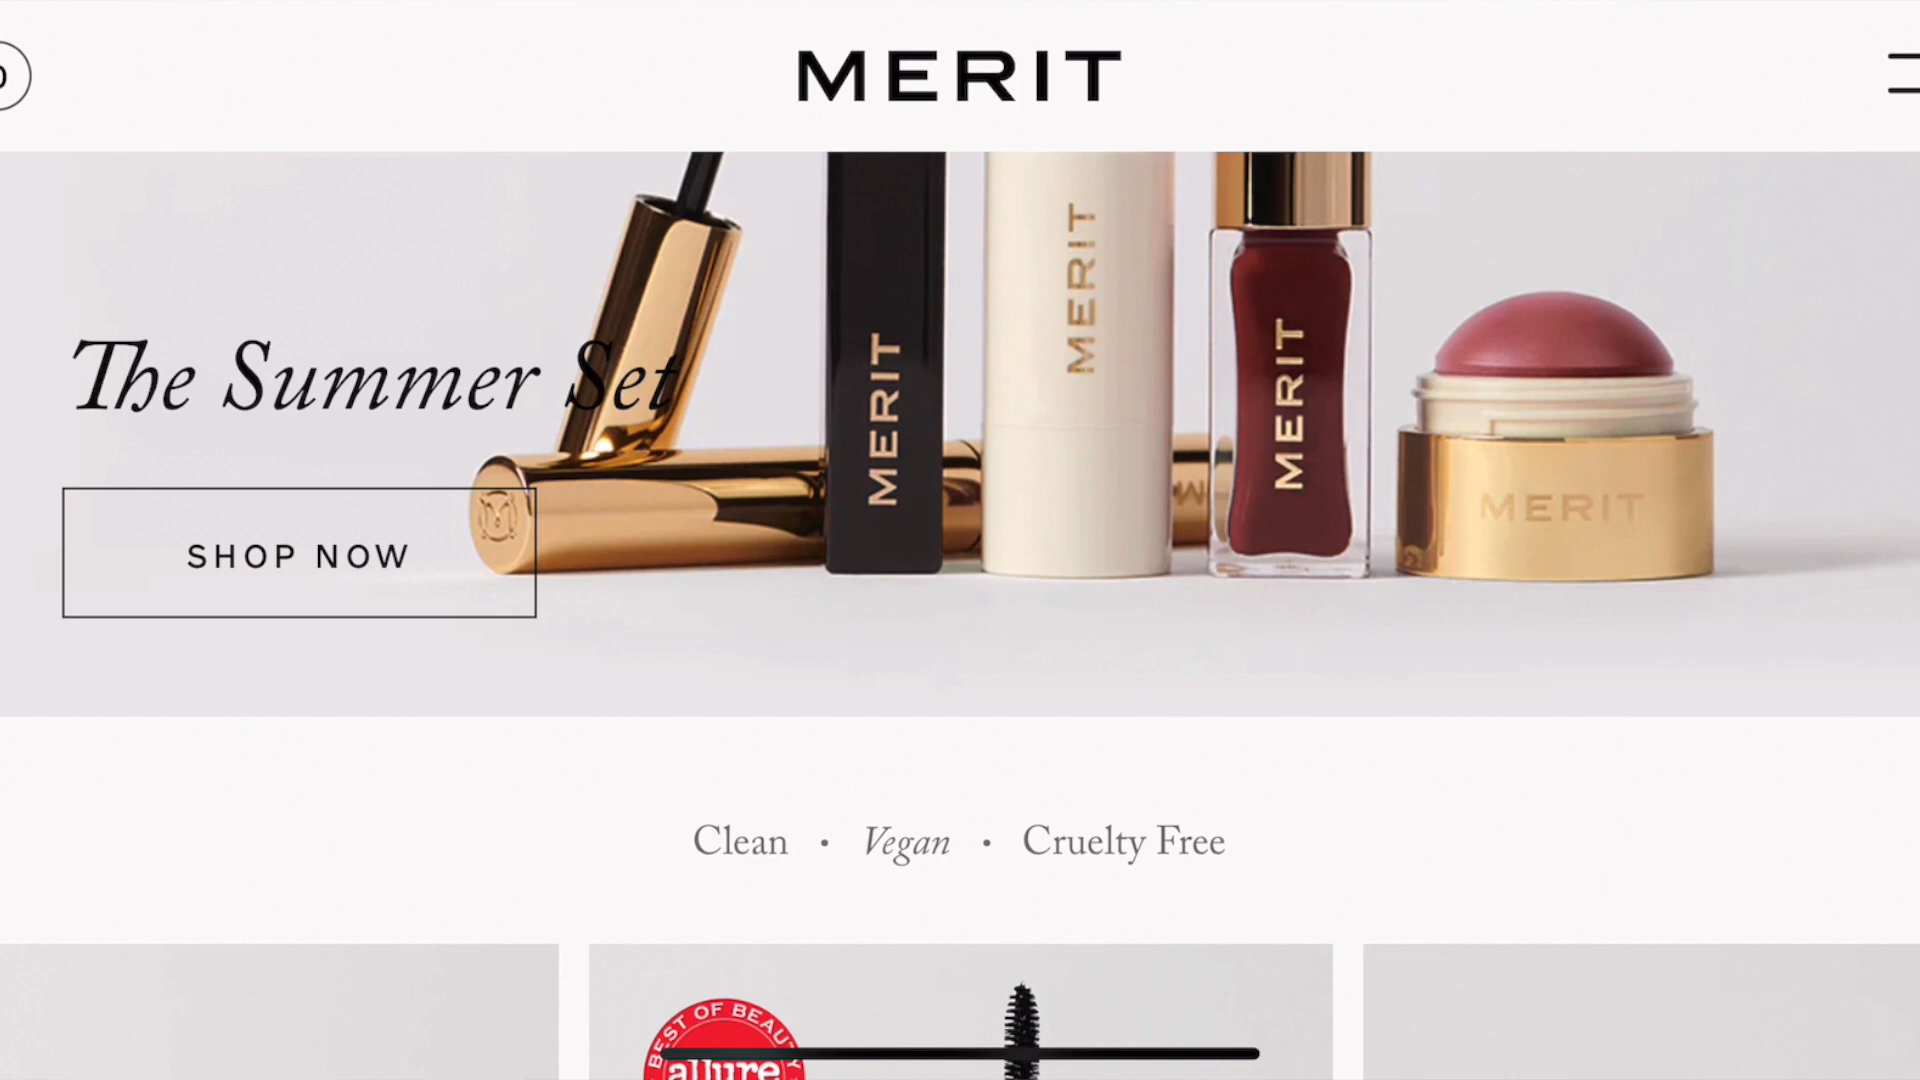 MERIT
The Summer Set
SHOP NOW
MERIT
MERIT
MERIT
MERIT
Clean • Vegan • Cruelty Free
BEST OF BEAUTY
allure